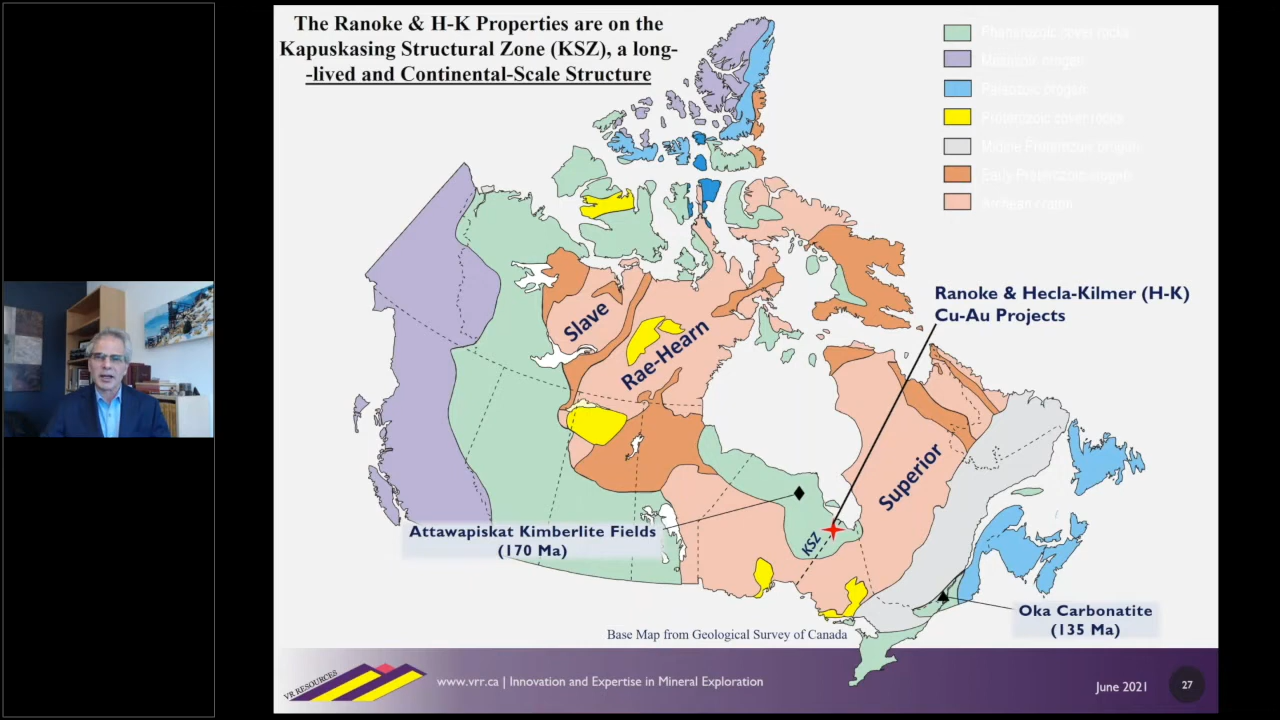 The Ranoke & H-K Properties are on the
Kapuskasing Structural Zone (KSZ), a long-
-lived and Continental-Scale Structure
Phanerozoic cover rocks
Mesozoic orogen
Paleozoic orogen
Proterozoic cover rocks
Middle Proterozoic orogen
Early Proterozoic orogen
Archean craton
Ranoke & Hecla-Kilmer (H-K)
Cu-Au Projects
Slave
Rae-Hearn
Superior
Attawapiskat Kimberlite Fields
(170 Ma)
KSZ
Oka Carbonatite
(135 Ma)
Base Map from Geological Survey of Canada
VR RESOURCES
www.vrr.ca | Innovation and Expertise in Mineral Exploration
June 2021
27